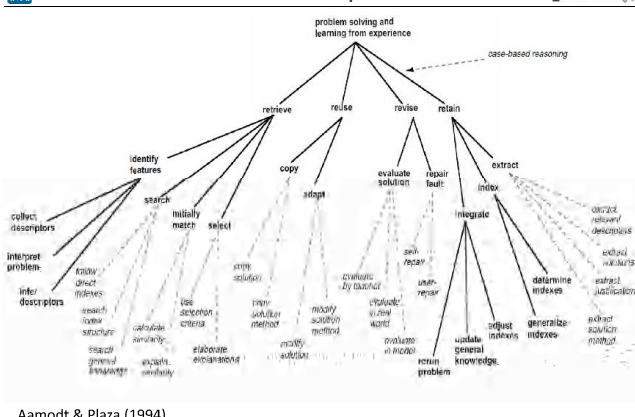 problem solving and
learning from experience
case-based reasoning
retrieve
reuse
revise
retain
identify
features
search
initially
match
select
copy
adapt
evaluate
solution
repair
fault
integrate
index
extract
collect
descriptors
interpret
problem
infer
descriptors
follow
direct
indexes
search
index
structure
search
general
knowledge
calculate
similarity
explain
similarity
use
selection
criteria
elaborate
explanations
copy
solution
copy
solution
method
modify
solution
modify
solution
method
evaluate
by teacher
evaluate
in real
world
evaluate
in model
self-
repair
user-
repair
rerun
problem
update
general
knowledge
adjust
indexes
generalize
indexes
determine
indexes
extract
relevant
descriptors
extract
solutions
extract
justifications
extract
solution
method
Aamodt & Plaza (1994)